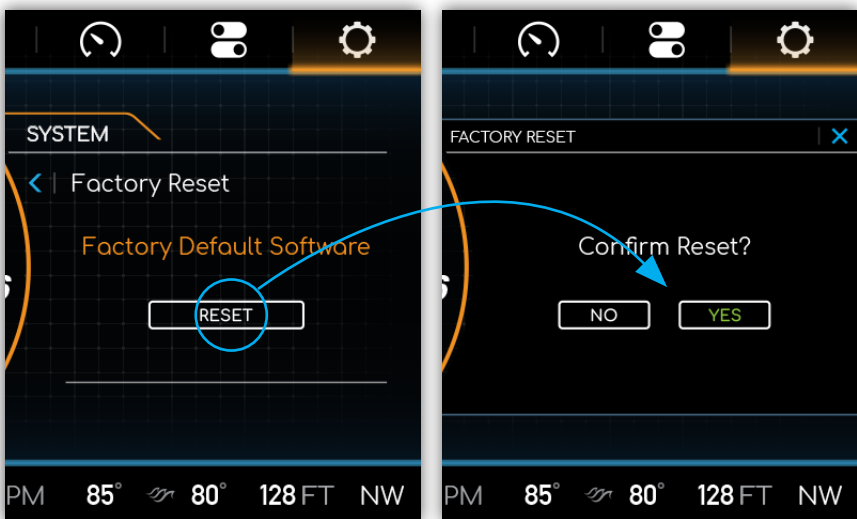 SYSTEM
Factory Reset
Factory Default Software
RESET
PM 85° 80° 128 FT NW
FACTORY RESET
Confirm Reset?
NO YES
PM 85° 80° 128 FT NW